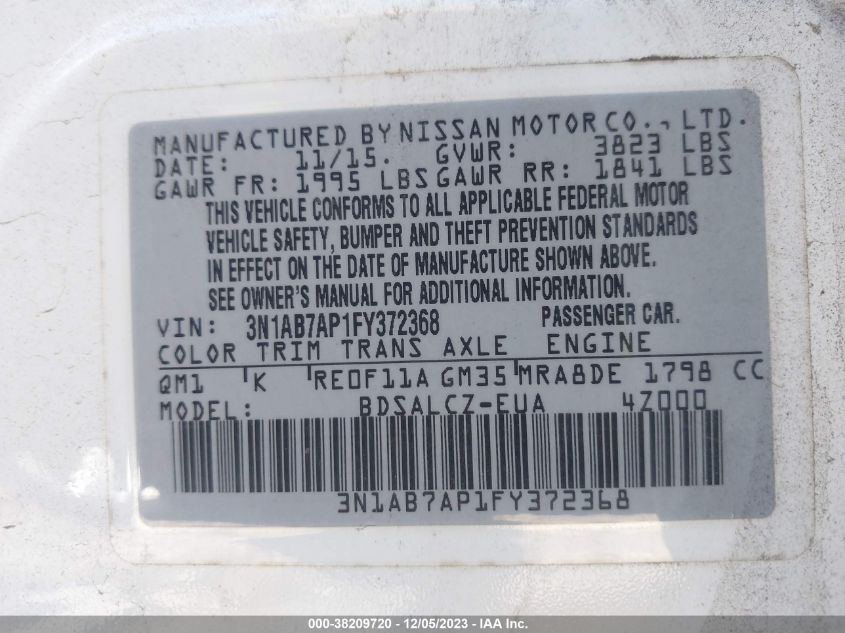 MANUFACTURED BY NISSAN MOTOR CO., LTD.
DATE: 11/15. GVWR: 3823 LBS
GAWR FR: 1995 LBS GAWR RR: 1841 LBS
THIS VEHICLE CONFORMS TO ALL APPLICABLE FEDERAL MOTOR
VEHICLE SAFETY, BUMPER AND THEFT PREVENTION STANDARDS
IN EFFECT ON THE DATE OF MANUFACTURE SHOWN ABOVE.
SEE OWNER'S MANUAL FOR ADDITIONAL INFORMATION.
VIN: 3N1AB7AP1FY372368 PASSENGER CAR.
COLOR TRIM TRANS AXLE ENGINE
QM1 K RE0F11A GM35 MRA8DE 1798 CC
MODEL: BDSALCZ-EUA 4Z000
3N1AB7AP1FY372368
000-38209720 - 12/05/2023 - IAA Inc.